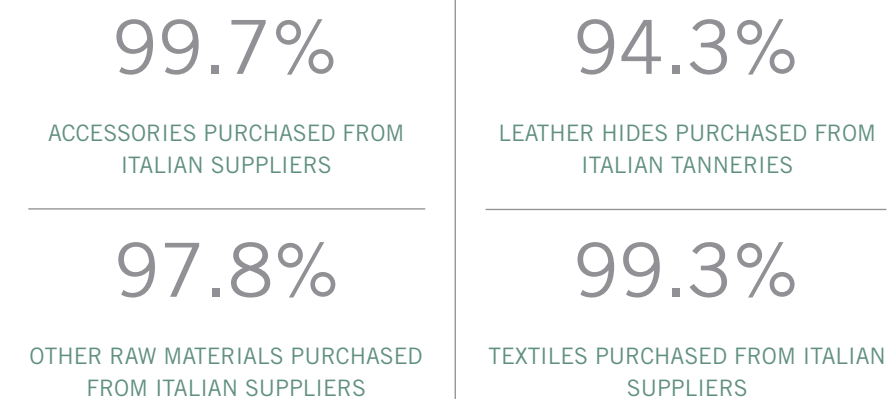 99.7%
ACCESSORIES PURCHASED FROM
ITALIAN SUPPLIERS
94.3%
LEATHER HIDES PURCHASED FROM
ITALIAN TANNERIES
97.8%
OTHER RAW MATERIALS PURCHASED
FROM ITALIAN SUPPLIERS
99.3%
TEXTILES PURCHASED FROM ITALIAN
SUPPLIERS